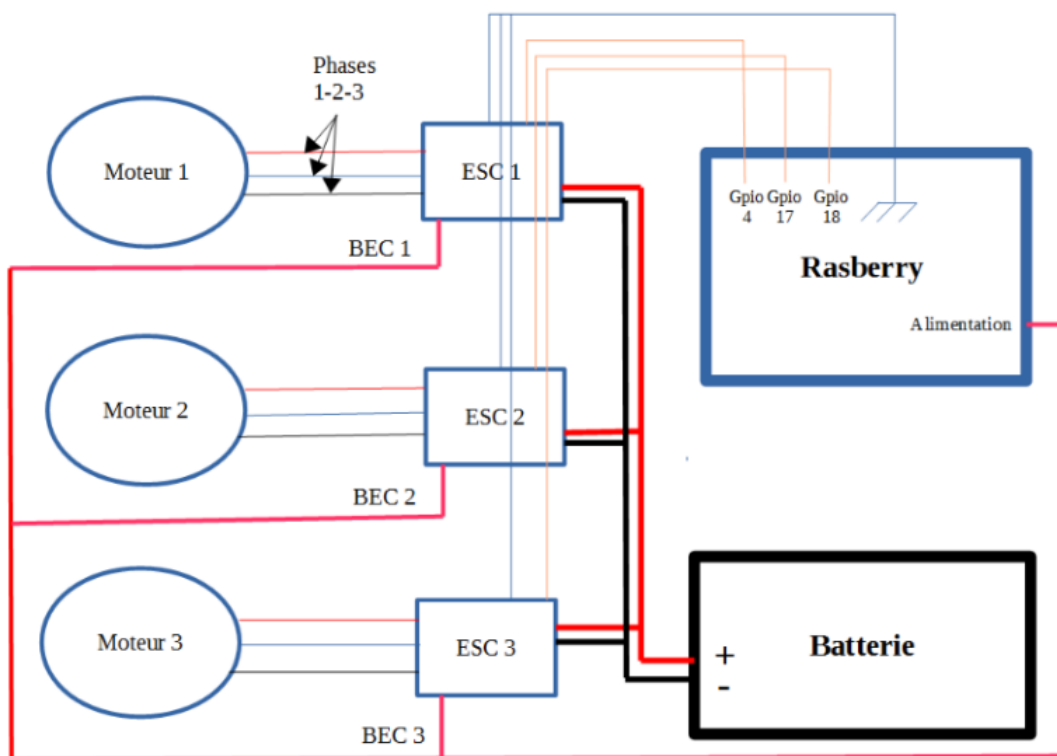 Phases
1-2-3
Moteur 1
ESC 1
Gpio
4
Gpio
17
Gpio
18
BEC 1
Rasberry
Alimentation
Moteur 2
ESC 2
BEC 2
Moteur 3
ESC 3
+
-
Batterie
BEC 3